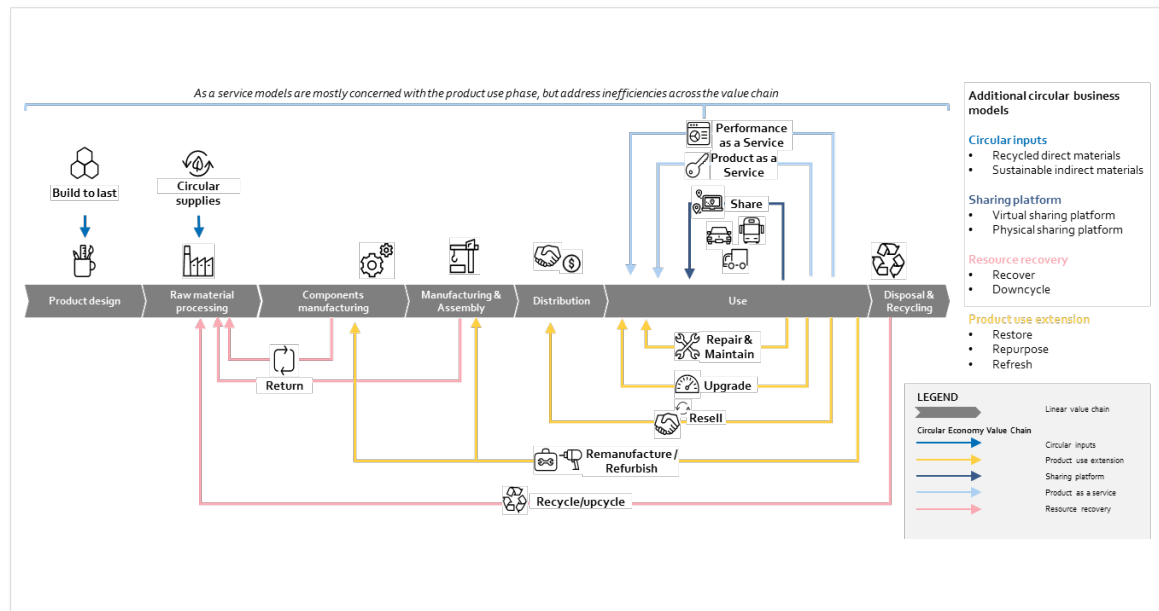 As a service models are mostly concerned with the product use phase, but address inefficiencies across the value chain
Build to last
Circular
supplies
Performance
as a Service
Product as a
Service
Share
Product design
Raw material
processing
Components
manufacturing
Manufacturing &
Assembly
Distribution
Use
Disposal &
Recycling
Return
Repair &
Maintain
Upgrade
Resell
Remanufacture /
Refurbish
Recycle/upcycle
Additional circular business
models
Circular inputs
• Recycled direct materials
• Sustainable indirect materials
Sharing platform
• Virtual sharing platform
• Physical sharing platform
Resource recovery
• Recover
• Downcycle
Product use extension
• Restore
• Repurpose
• Refresh
LEGEND
Linear value chain
Circular Economy Value Chain
Circular inputs
Product use extension
Sharing platform
Product as a service
Resource recovery